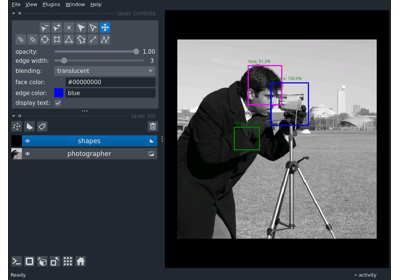 File View Plugins Window Help
layer controls
opacity: 1.00
edge width: 3
blending: translucent
face color: #00000000
edge color: blue
display text:
layer list
shapes
photographer
Ready
activity